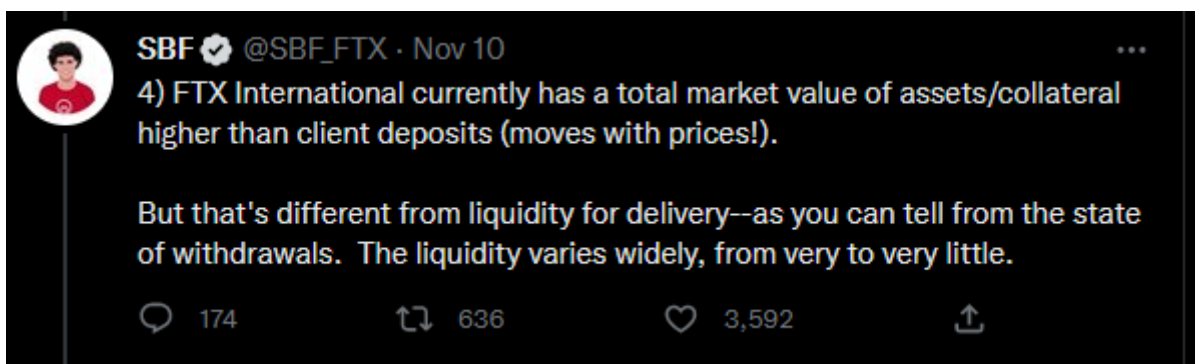 SBF @SBF_FTX · Nov 10
4) FTX International currently has a total market value of assets/collateral
higher than client deposits (moves with prices!).
But that's different from liquidity for delivery--as you can tell from the state
of withdrawals.  The liquidity varies widely, from very to very little.
174 636 3,592